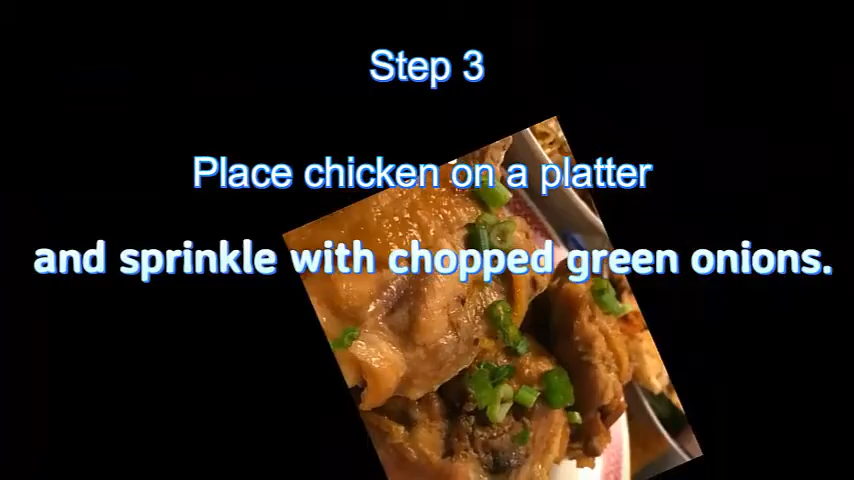 Step 3
Place chicken on a platter
and sprinkle with chopped green onions.